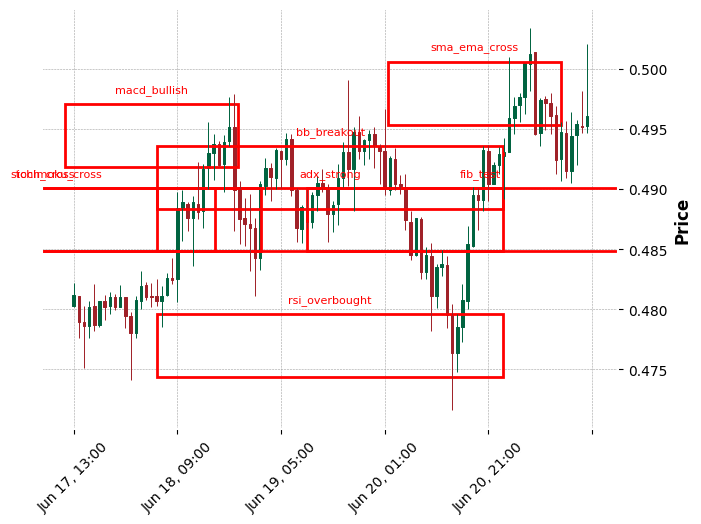 sma_ema_cross
macd_bullish
bb_breakout
adx_strong
fib_test
rsi_overbought
0.500
0.495
0.490
0.485
0.480
0.475
Price
Jun 17, 13:00
Jun 18, 09:00
Jun 19, 05:00
Jun 20, 01:00
Jun 20, 21:00